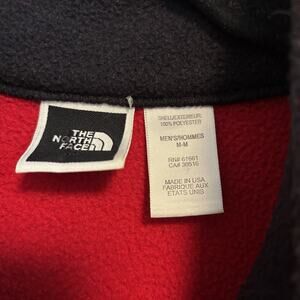 THE
NORTH
FACE
SHELL/EXTERIEUR:
100% POLYESTER
MEN'S/HOMMES
M-M
RN# 61661
CA# 30516
MADE IN USA
FABRIQUE AUX
ETATS UNIS